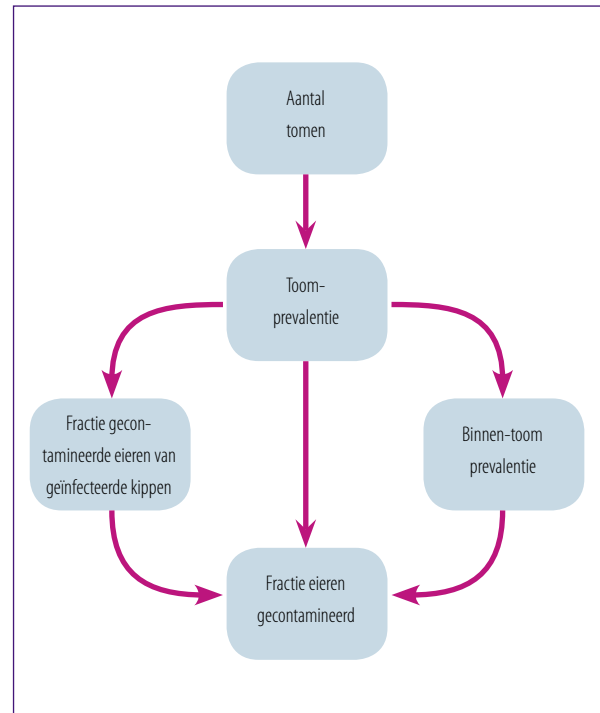 Aantal
tomen
Toom-
prevalentie
Fractie gecon-
tamineerde eieren van
geïnfecteerde kippen
Binnen-toom
prevalentie
Fractie eieren
gecontamineerd